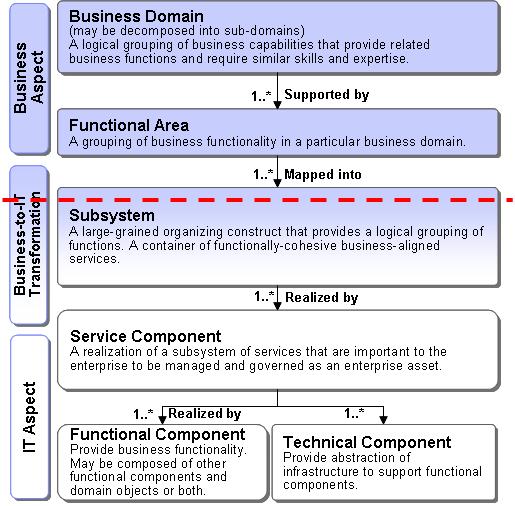 Business Aspect
Business Domain
(may be decomposed into sub-domains)
A logical grouping of business capabilities that provide related
business functions and require similar skills and expertise.
1..* Supported by
Functional Area
A grouping of business functionality in a particular business domain.
1..* Mapped into
Business-to-IT Transformation
Subsystem
A large-grained organizing construct that provides a logical grouping of
functions. A container of functionally-cohesive business-aligned
services.
1..* Realized by
IT Aspect
Service Component
A realization of a subsystem of services that are important to the
enterprise to be managed and governed as an enterprise asset.
1..* Realized by
1..*
Functional Component
Provide business functionality.
May be composed of other
functional components and
domain objects or both.
Technical Component
Provide abstraction of
infrastructure to support functional
components.